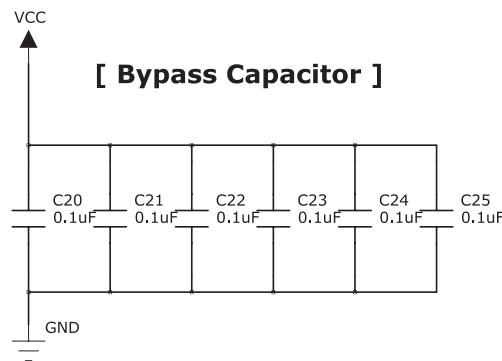 VCC
[ Bypass Capacitor ]
C20 C21 C22 C23 C24 C25
0.1uF 0.1uF 0.1uF 0.1uF 0.1uF 0.1uF
GND